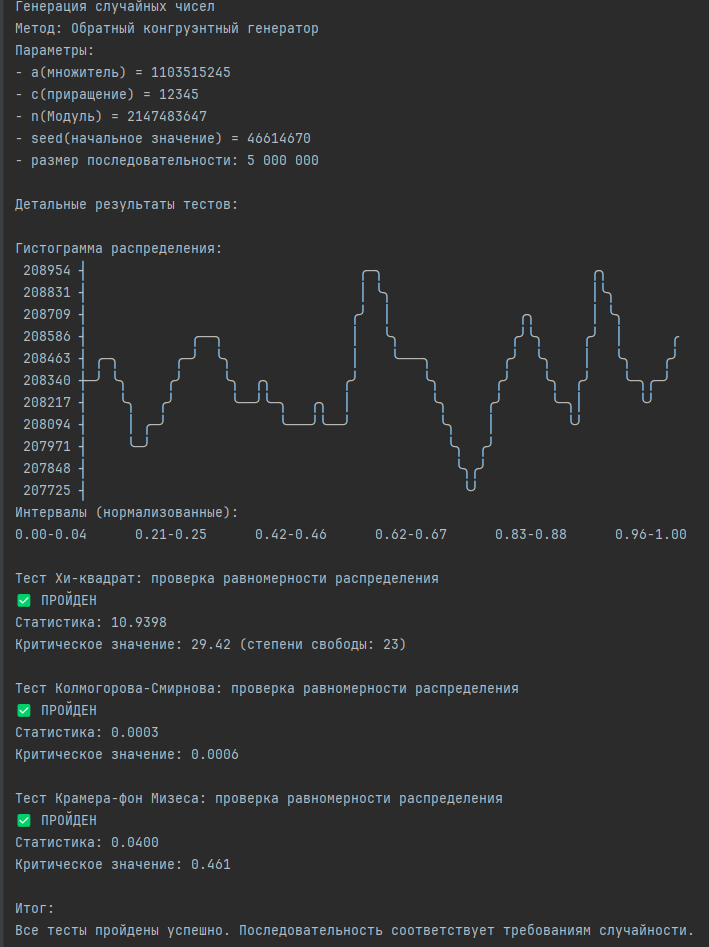 Генерация случайных чисел
Метод: Обратный конгруэнтный генератор
Параметры:
- a(множитель) = 1103515245
- c(приращение) = 12345
- n(Модуль) = 2147483647
- seed(начальное значение) = 46614670
- размер последовательности: 5 000 000
Детальные результаты тестов:
Гистограмма распределения:
208954
208831
208709
208586
208463
208340
208217
208094
207971
207848
207725
Интервалы (нормализованные):
0.00-0.04 0.21-0.25 0.42-0.46 0.62-0.67 0.83-0.88 0.96-1.00
Тест Хи-квадрат: проверка равномерности распределения
✅ ПРОЙДЕН
Статистика: 10.9398
Критическое значение: 29.42 (степени свободы: 23)
Тест Колмогорова-Смирнова: проверка равномерности распределения
✅ ПРОЙДЕН
Статистика: 0.0003
Критическое значение: 0.0006
Тест Крамера-фон Мизеса: проверка равномерности распределения
✅ ПРОЙДЕН
Статистика: 0.0400
Критическое значение: 0.461
Итог:
Все тесты пройдены успешно. Последовательность соответствует требованиям случайности.